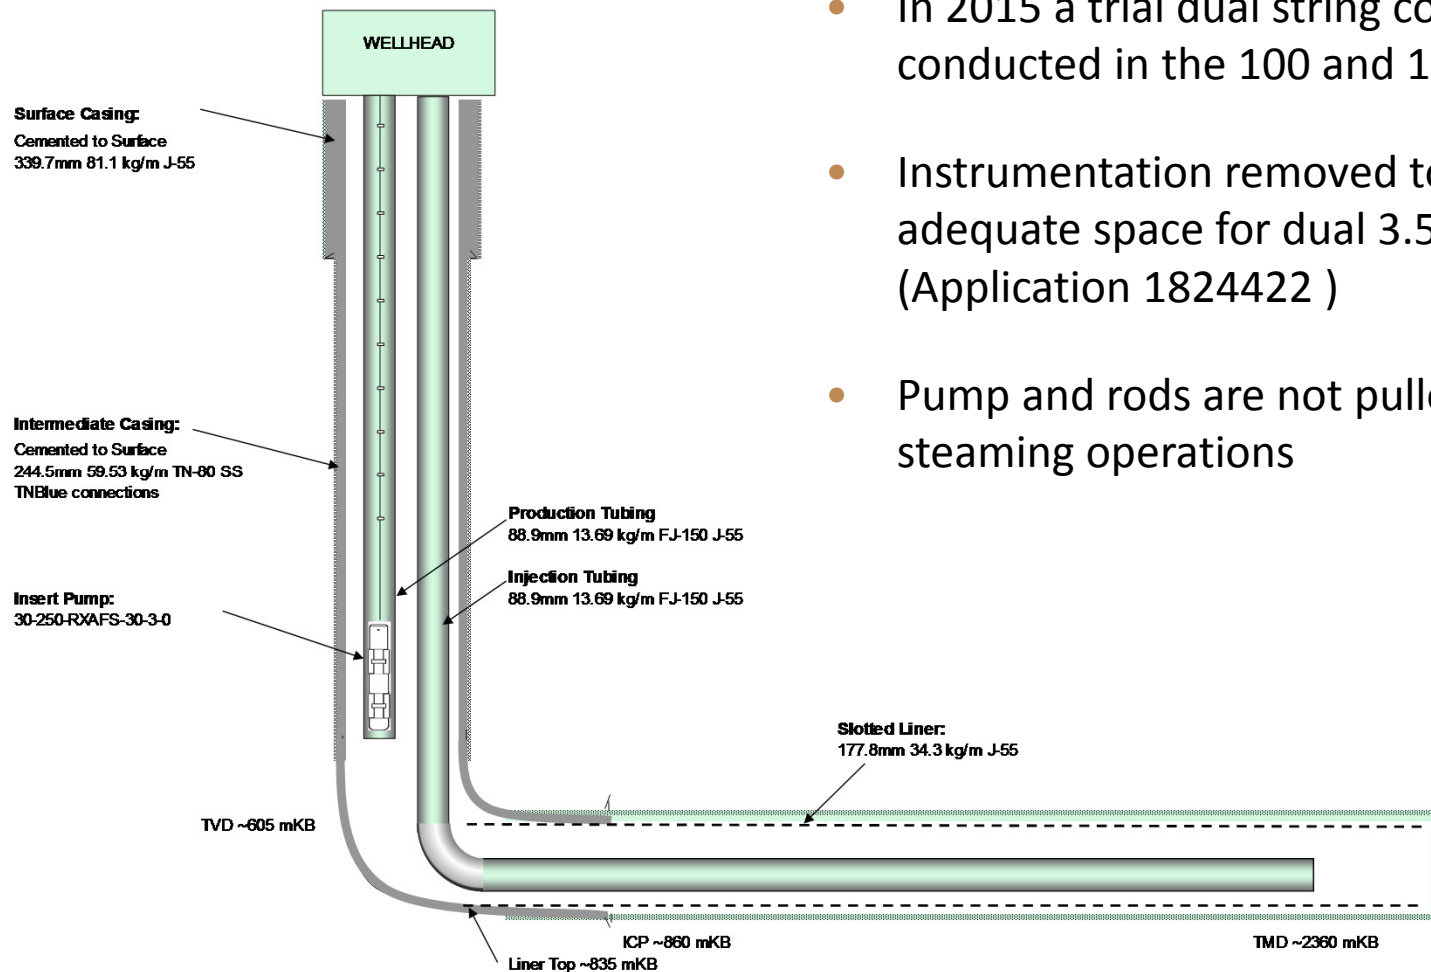 WELLHEAD
Surface Casing:
Cemented to Surface
339.7mm 81.1 kg/m J-55
Intermediate Casing:
Cemented to Surface
244.5mm 59.53 kg/m TN-80 SS
TNBlue connections
Insert Pump:
30-250-RXAFS-30-3-0
Production Tubing
88.9mm 13.69 kg/m FJ-150 J-55
Injection Tubing
88.9mm 13.69 kg/m FJ-150 J-55
Slotted Liner:
177.8mm 34.3 kg/m J-55
TVD ~605 mKB
ICP ~860 mKB
Liner Top ~835 mKB
TMD ~2360 mKB
• In 2015 a trial dual string
conducted in the 100 and
• Instrumentation removed
adequate space for dual
(Application 1824422 )
• Pump and rods are not
steaming operations